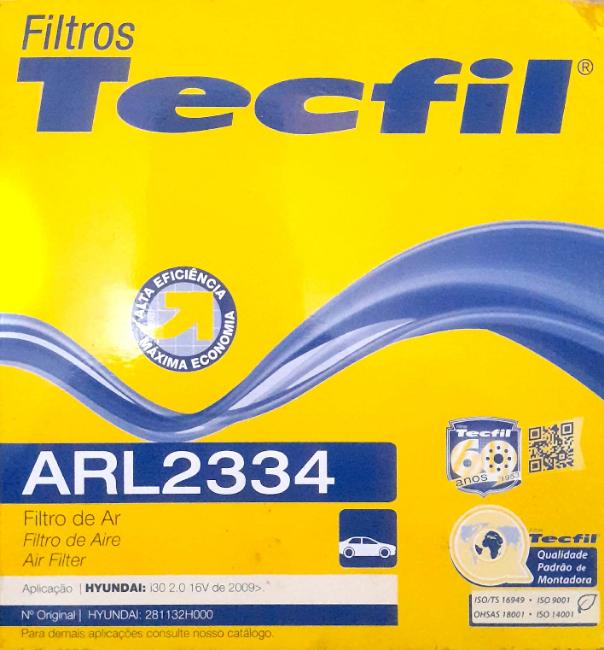 Filtros
Tecfil®
ALTA EFICIÊNCIA
MÁXIMA ECONOMIA
Tecfil
60
anos
ARL2334
Filtro de Ar
Filtro de Aire
Air Filter
Tecfil
Qualidade
Padrão de
Montadora
Aplicação | HYUNDAI: i30 2.0 16V de 2009>.
ISO/TS 16949 • ISO 9001
OHSAS 18001 • ISO 14001
Nº Original | HYUNDAI: 281132H000
Para demais aplicações consulte nosso catálogo.